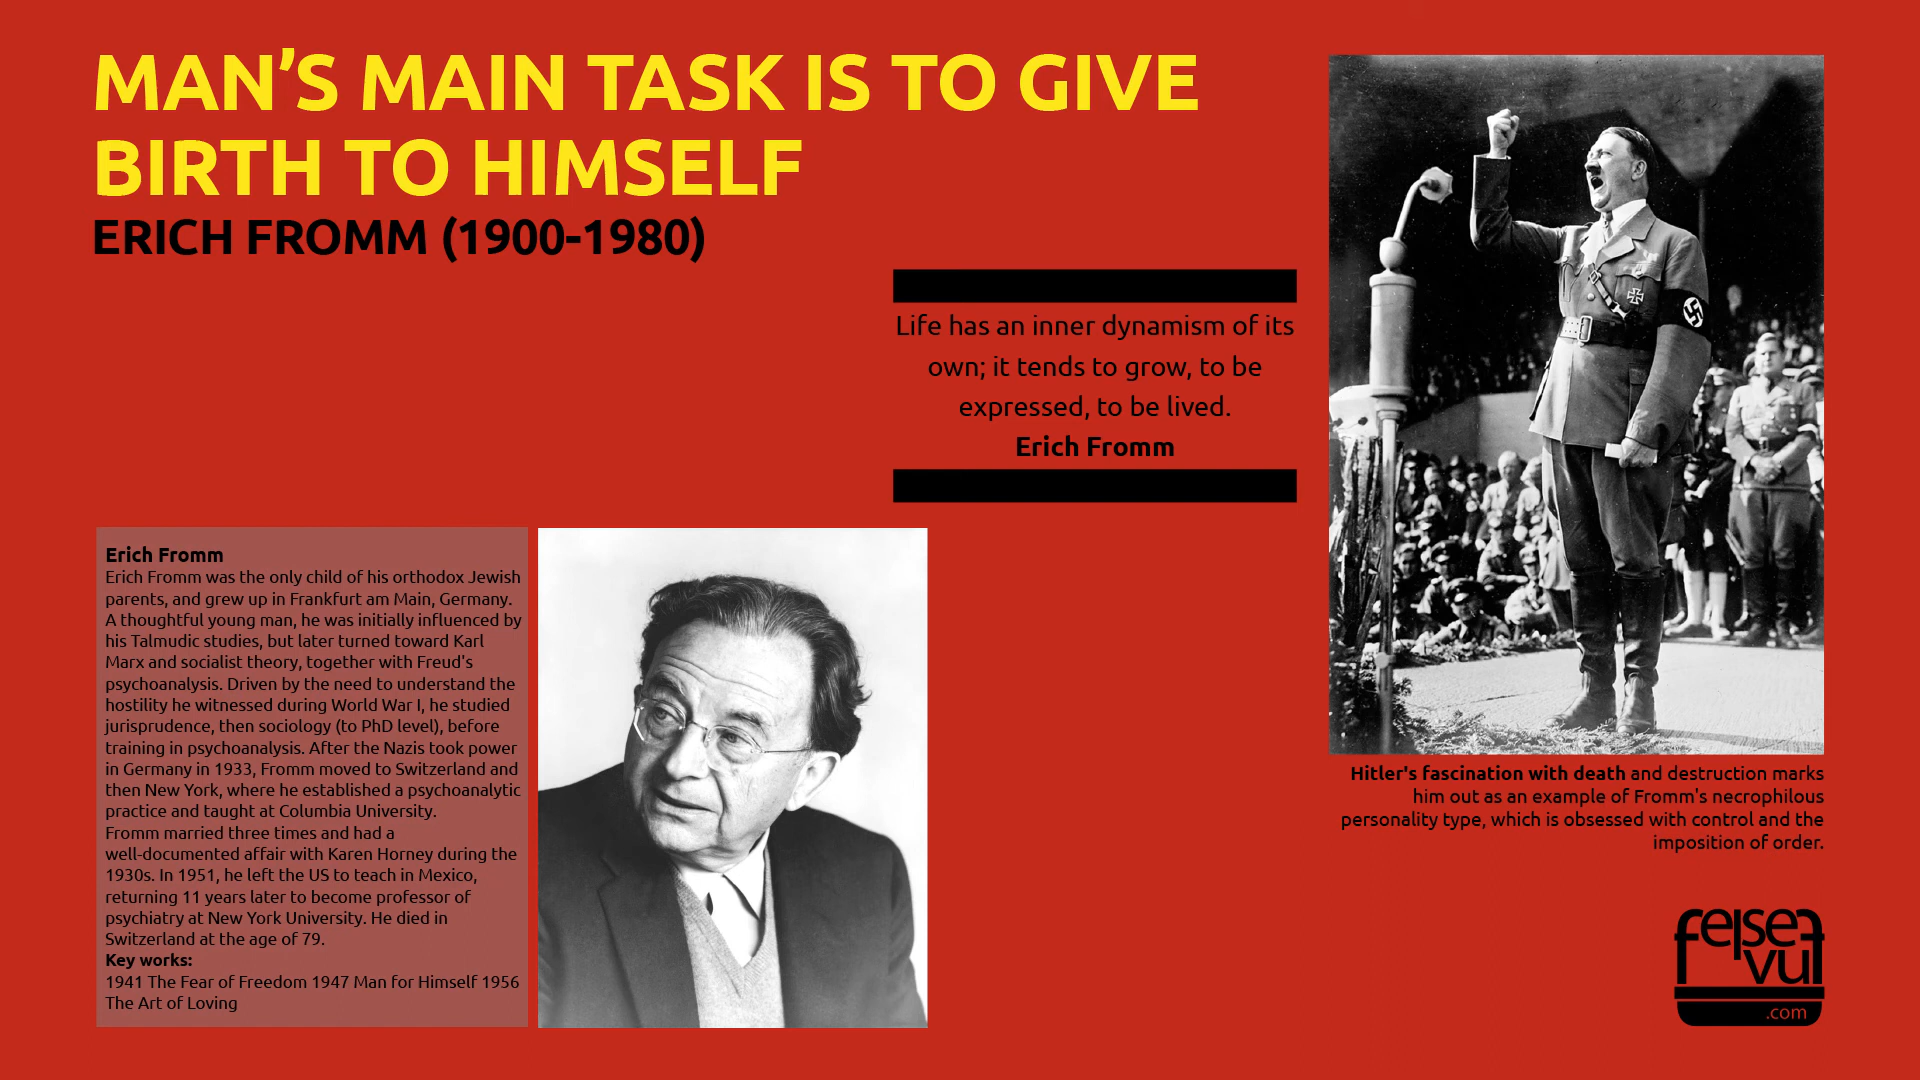 MAN'S MAIN TASK IS TO GIVE
BIRTH TO HIMSELF
ERICH FROMM (1900-1980)
Life has an inner dynamism of its
own; it tends to grow, to be
expressed, to be lived.
Erich Fromm
Erich Fromm
Erich Fromm was the only child of his orthodox Jewish
parents, and grew up in Frankfurt am Main, Germany.
A thoughtful young man, he was initially influenced by
his Talmudic studies, but later turned toward Karl
Marx and socialist theory, together with Freud's
psychoanalysis. Driven by the need to understand the
hostility he witnessed during World War I, he studied
jurisprudence, then sociology (to PhD level), before
training in psychoanalysis. After the Nazis took power
in Germany in 1933, Fromm moved to Switzerland and
then New York, where he established a psychoanalytic
practice and taught at Columbia University.
Fromm married three times and had a
well-documented affair with Karen Horney during the
1930s. In 1951, he left the US to teach in Mexico,
returning 11 years later to become professor of
psychiatry at New York University. He died in
Switzerland at the age of 79.
Key works:
1941 The Fear of Freedom 1947 Man for Himself 1956
The Art of Loving
Hitler's fascination with death and destruction marks
him out as an example of Fromm's necrophilous
personality type, which is obsessed with control and the
imposition of order.
felsef
vul
.com